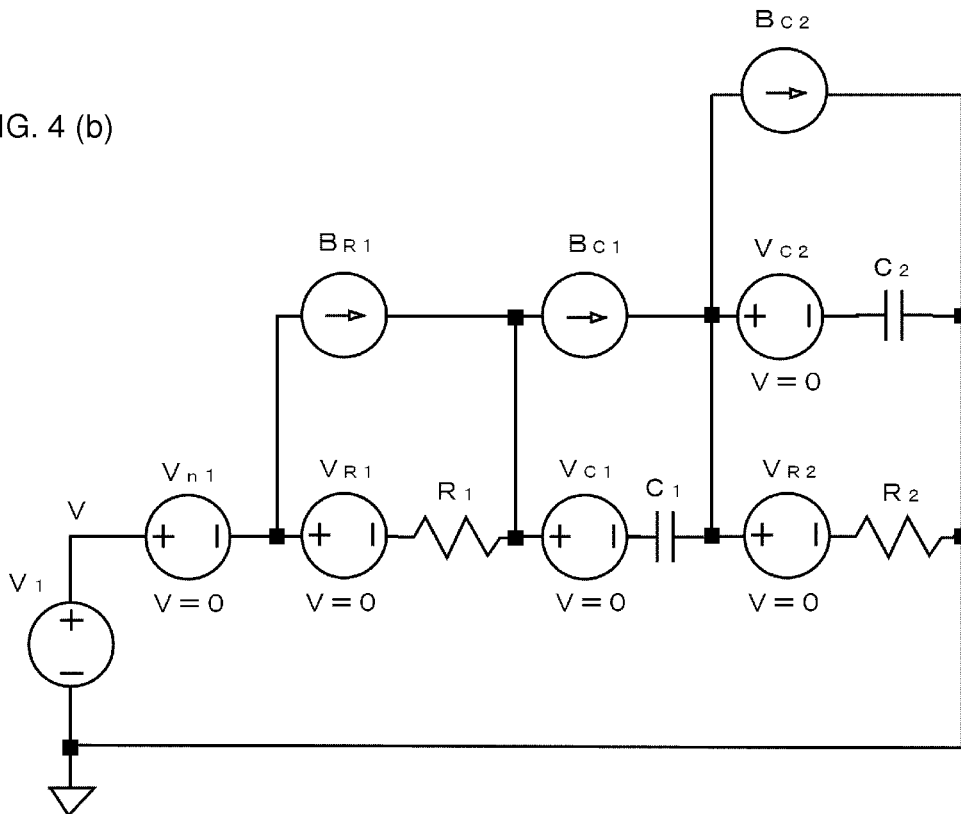 BC2
IG. 4 (b)
BR1
BC1
VC2
C2
+ −
V=0
Vn1
VR1
R1
VC1
C1
VR2
R2
V
+ −
+ −
+ −
+ −
V1
V=0
V=0
V=0
V=0
+
−